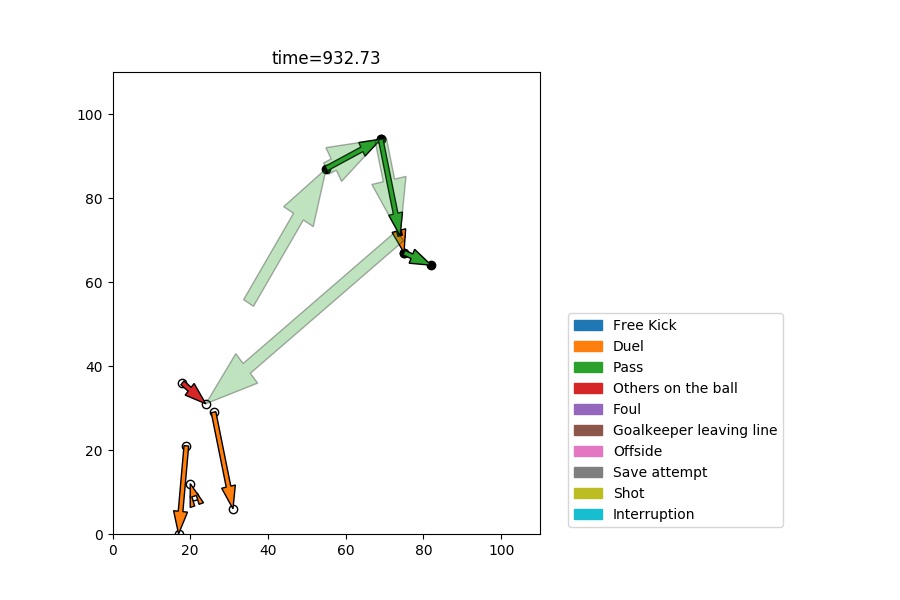 time=932.73
100
80
60
40
20
0
0 20 40 60 80 100
Free Kick
Duel
Pass
Others on the ball
Foul
Goalkeeper leaving line
Offside
Save attempt
Shot
Interruption